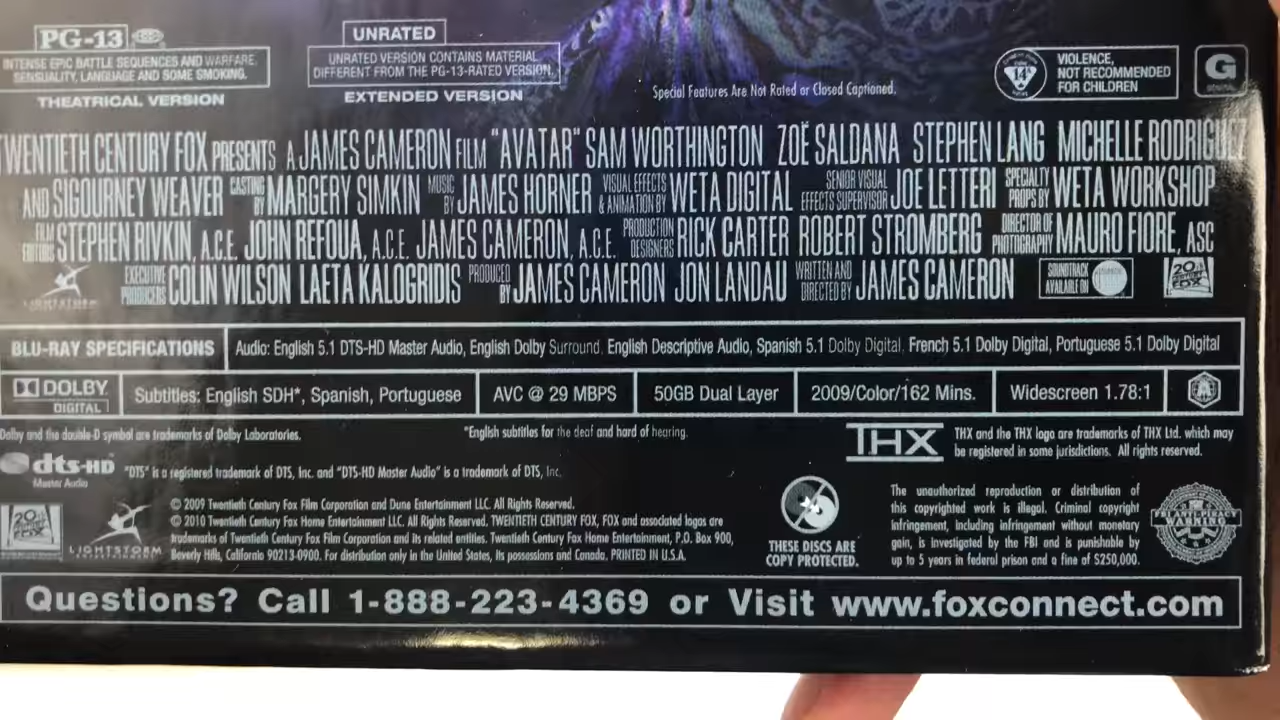 PG-13
INTENSE EPIC BATTLE SEQUENCES AND WARFARE,
SENSUALITY, LANGUAGE AND SOME SMOKING.
THEATRICAL VERSION
UNRATED
UNRATED VERSION CONTAINS MATERIAL
DIFFERENT FROM THE PG-13-RATED VERSION.
EXTENDED VERSION
Special Features Are Not Rated or Closed Captioned.
14
VIOLENCE,
NOT RECOMMENDED
FOR CHILDREN
G
TWENTIETH CENTURY FOX PRESENTS A JAMES CAMERON FILM "AVATAR" SAM WORTHINGTON ZOË SALDANA STEPHEN LANG MICHELLE RODRIGUEZ
AND SIGOURNEY WEAVER CASTING BY MARGERY SIMKIN MUSIC BY JAMES HORNER VISUAL EFFECTS & ANIMATION BY WETA DIGITAL SENIOR VISUAL EFFECTS SUPERVISOR JOE LETTERI SPECIALTY PROPS BY WETA WORKSHOP
FILM EDITORS STEPHEN RIVKIN, A.C.E. JOHN REFOUA, A.C.E. JAMES CAMERON, A.C.E. PRODUCTION DESIGNERS RICK CARTER ROBERT STROMBERG DIRECTOR OF PHOTOGRAPHY MAURO FIORE, ASC
LIGHTSTORM EXECUTIVE PRODUCERS COLIN WILSON LAETA KALOGRIDIS PRODUCED BY JAMES CAMERON JON LANDAU WRITTEN AND DIRECTED BY JAMES CAMERON SOUNDTRACK AVAILABLE ON 20th CENTURY FOX
BLU-RAY SPECIFICATIONS Audio: English 5.1 DTS-HD Master Audio, English Dolby Surround, English Descriptive Audio, Spanish 5.1 Dolby Digital, French 5.1 Dolby Digital, Portuguese 5.1 Dolby Digital
DOLBY DIGITAL Subtitles: English SDH*, Spanish, Portuguese AVC @ 29 MBPS 50GB Dual Layer 2009/Color/162 Mins. Widescreen 1.78:1
Dolby and the double-D symbol are trademarks of Dolby Laboratories. *English subtitles for the deaf and hard of hearing.
THX THX and the THX logo are trademarks of THX Ltd. which may
be registered in some jurisdictions. All rights reserved.
dts-HD Master Audio "DTS" is a registered trademark of DTS, Inc. and "DTS-HD Master Audio" is a trademark of DTS, Inc.
20th CENTURY FOX
LIGHTSTORM
© 2009 Twentieth Century Fox Film Corporation and Dune Entertainment LLC. All Rights Reserved.
© 2010 Twentieth Century Fox Home Entertainment LLC. All Rights Reserved. TWENTIETH CENTURY FOX, FOX and associated logos are
trademarks of Twentieth Century Fox Film Corporation and its related entities. Twentieth Century Fox Home Entertainment, P.O. Box 900,
Beverly Hills, California 90213-0900. For distribution only in the United States, its possessions and Canada. PRINTED IN U.S.A.
THESE DISCS ARE
COPY PROTECTED.
The unauthorized reproduction or distribution of
this copyrighted work is illegal. Criminal copyright
infringement, including infringement without monetary
gain, is investigated by the FBI and is punishable by
up to 5 years in federal prison and a fine of $250,000.
FBI ANTI-PIRACY
WARNING
Questions? Call 1-888-223-4369 or Visit www.foxconnect.com